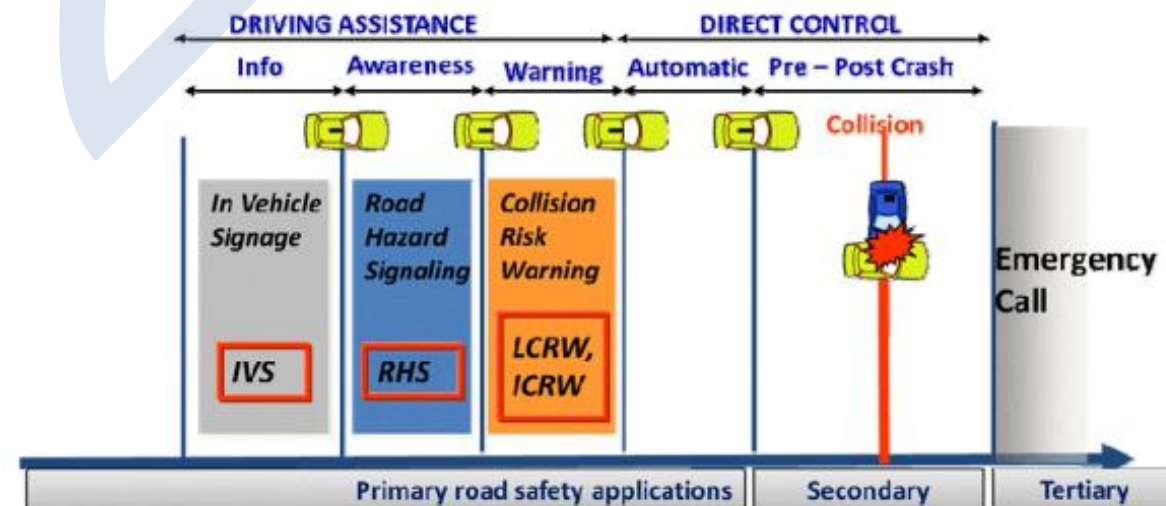 DRIVING ASSISTANCE
DIRECT CONTROL
Info
Awareness
Warning
Automatic
Pre – Post Crash
Collision
In Vehicle
Signage
IVS
Road
Hazard
Signaling
RHS
Collision
Risk
Warning
LCRW,
ICRW
Emergency
Call
Primary road safety applications
Secondary
Tertiary